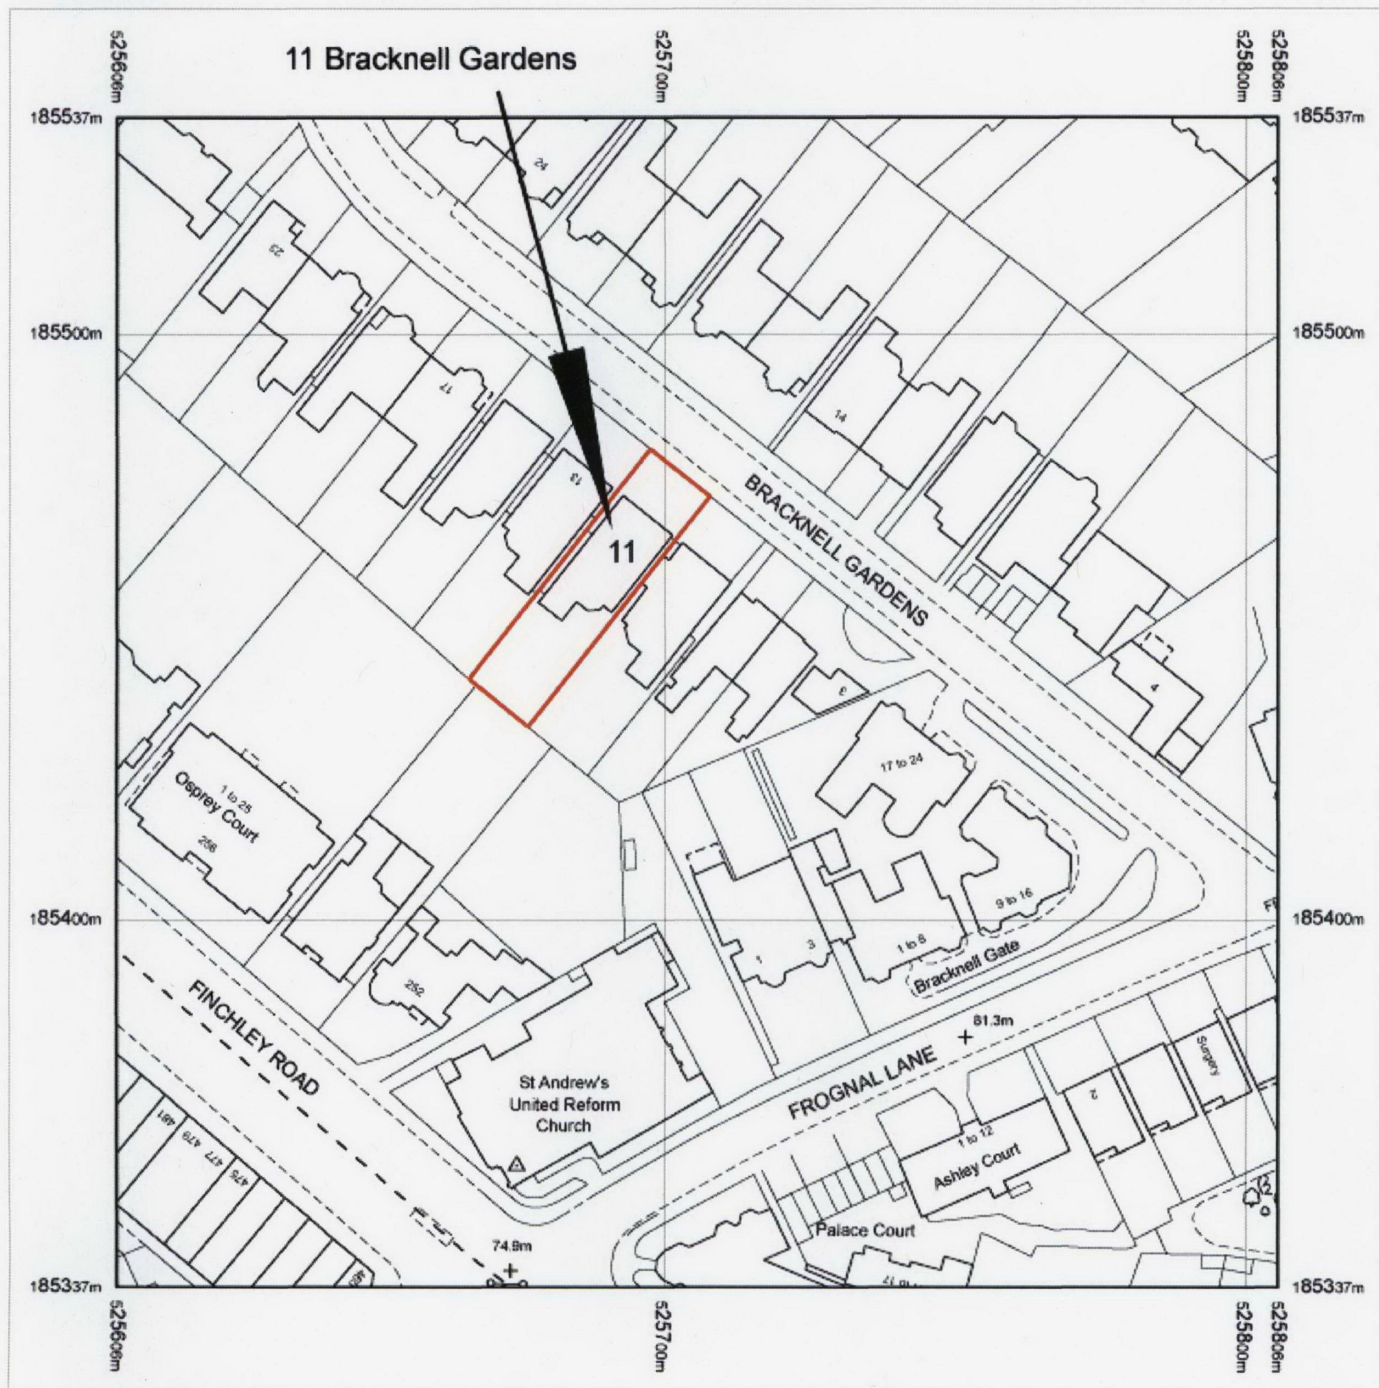 11 Bracknell Gardens
525606m
525700m
525800m
525806m
185537m
185537m
24
23
185500m
185500m
17
14
13
11
BRACKNELL GARDENS
4
3
17 to 24
1 to 25
Osprey Court
256
9 to 16
185400m
185400m
3
1
1 to 8
Bracknell Gate
252
FINCHLEY ROAD
81.3m
FROGNAL LANE
Surgery
2
St Andrew's
United Reform
Church
1 to 12
Ashley Court
481
479
477
475
Palace Court
74.9m
185337m
185337m
525606m
525700m
525800m
525806m